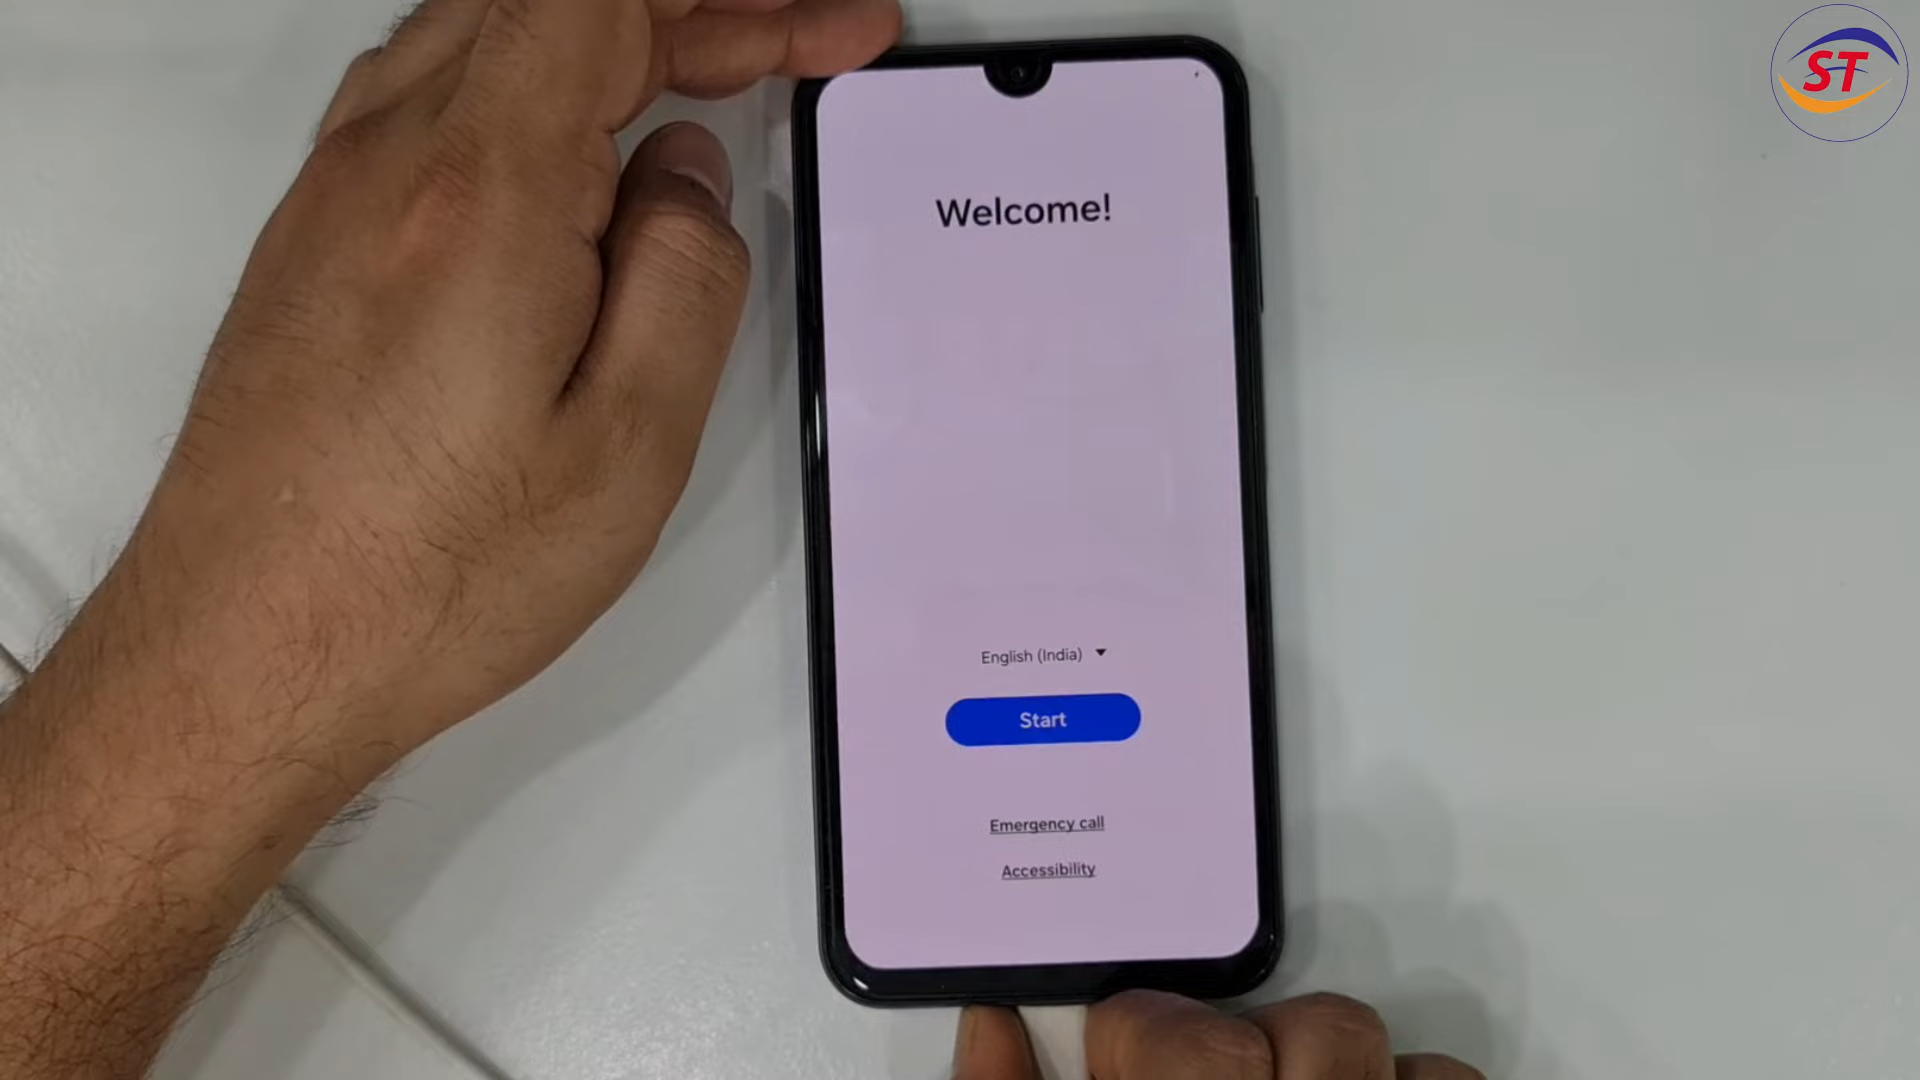 ST
Welcome!
English (India)
Start
Emergency call
Accessibility